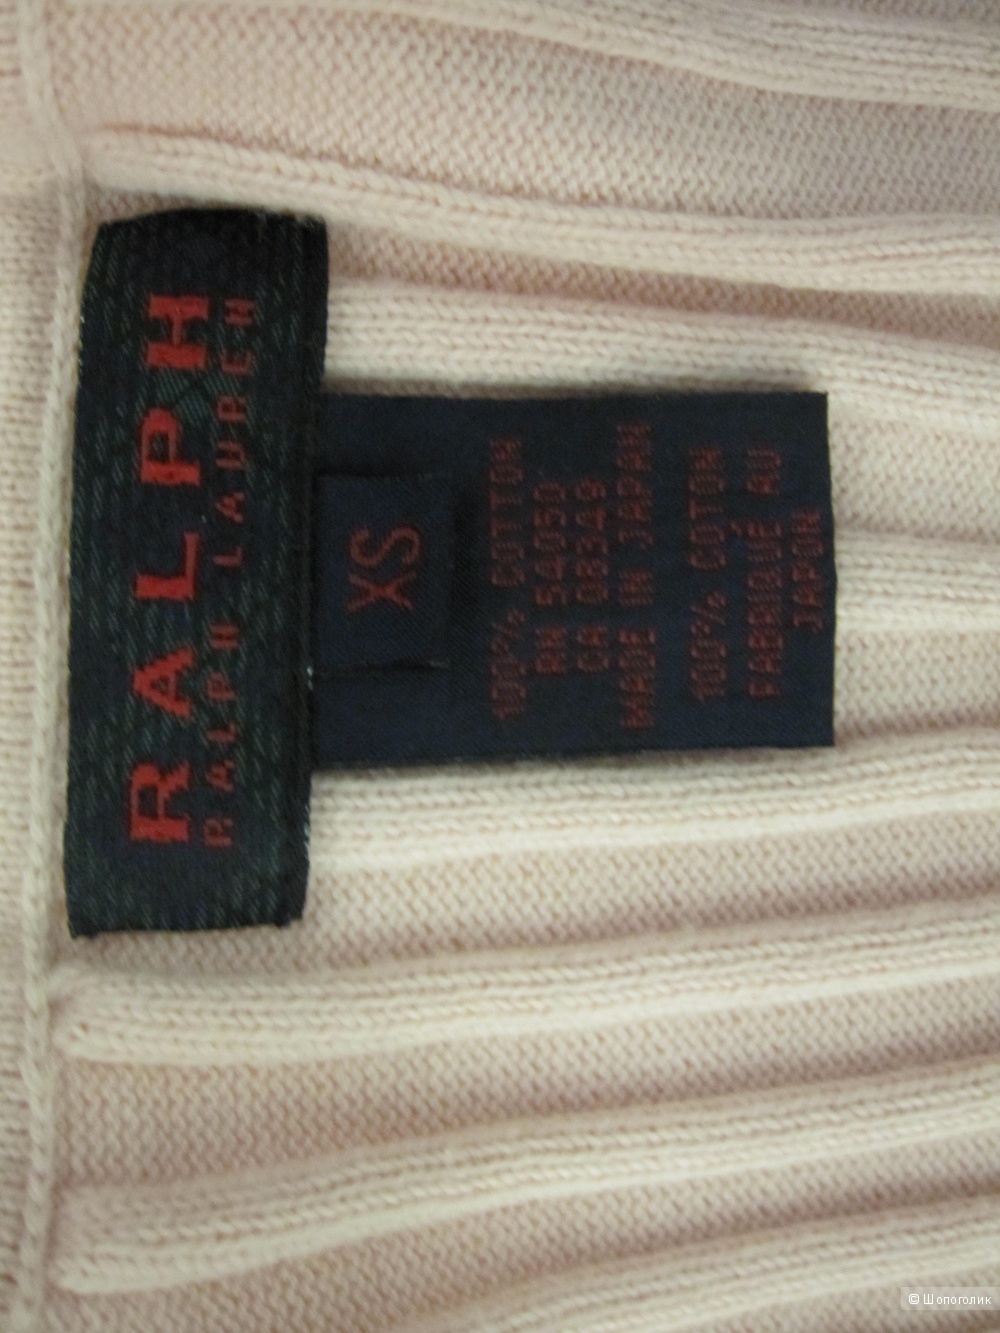 RALPH
RALPH LAUREN
XS
100% COTTON
RN 54050
CA 08349
MADE IN JAPAN
100% COTON
FABRIQUÉ AU
JAPON
© Шопоголик